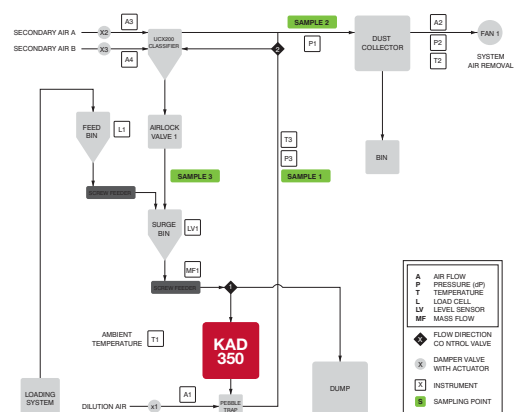 SAMPLE 2
A3
A2
SECONDARY AIR A
X2
UCX200
CLASSIFIER
DUST
COLLECTOR
FAN 1
P1
P2
SECONDARY AIR B
X3
2
A4
T2
SYSTEM
AIR REMOVAL
FEED
BIN
L1
AIRLOCK
VALVE 1
T3
P3
BIN
SAMPLE 3
SAMPLE 1
SCREW FEEDER
SURGE
BIN
LV1
MF1
SCREW FEEDER
1
A AIR FLOW
P PRESSURE (dP)
T TEMPERATURE
L LOAD CELL
LV LEVEL SENSOR
MF MASS FLOW
X FLOW DIRECTION
CO NTROL VALVE
X DAMPER VALVE
WITH ACTUATOR
X INSTRUMENT
S SAMPLING POINT
AMBIENT
TEMPERATURE
T1
KAD
350
LOADING
SYSTEM
DUMP
A1
DILUTION AIR
x1
PEBBLE
TRAP